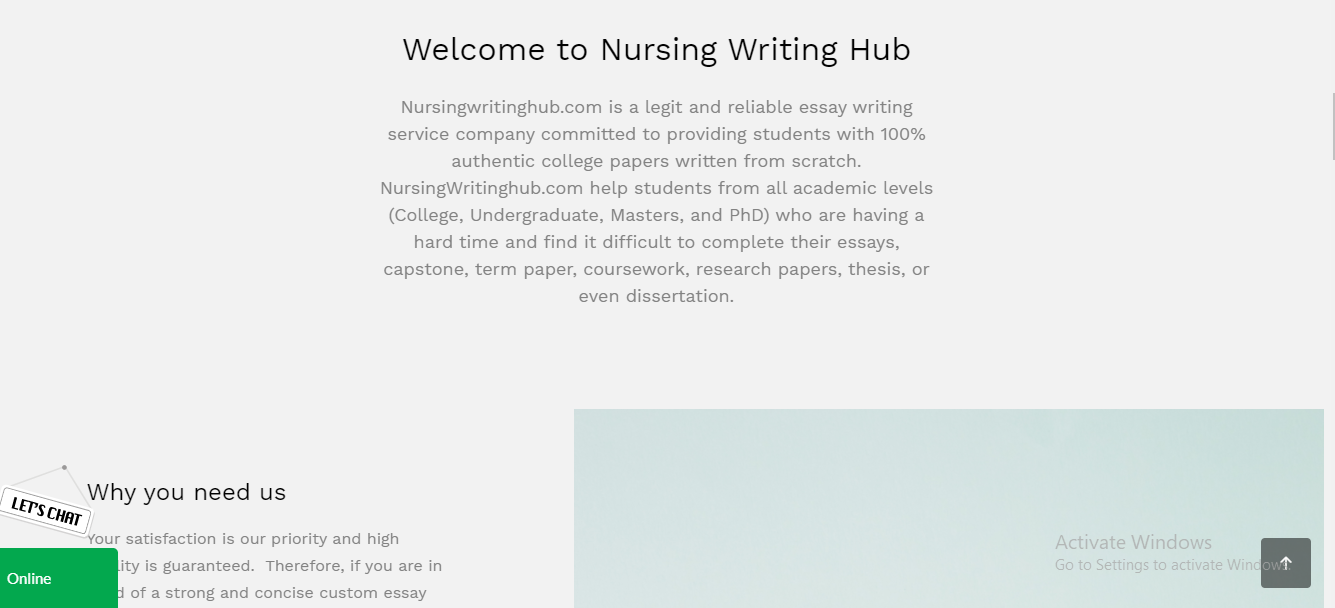 Welcome to Nursing Writing Hub
Nursingwritinghub.com is a legit and reliable essay writing
service company committed to providing students with 100%
authentic college papers written from scratch.
NursingWritinghub.com help students from all academic levels
(College, Undergraduate, Masters, and PhD) who are having a
hard time and find it difficult to complete their essays,
capstone, term paper, coursework, research papers, thesis, or
even dissertation.
Why you need us
LET'S CHAT
Your satisfaction is our priority and high
is guaranteed. Therefore, if you are in
of a strong and concise custom essay
Online
Activate Windows
Go to Settings to activate Windows.